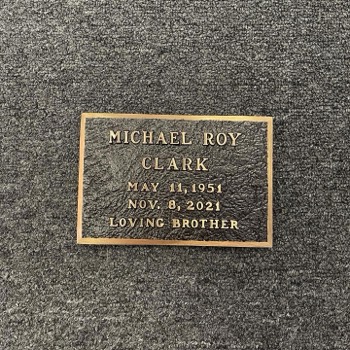 MICHAEL ROY
CLARK
MAY 11, 1951
NOV. 8, 2021
LOVING BROTHER